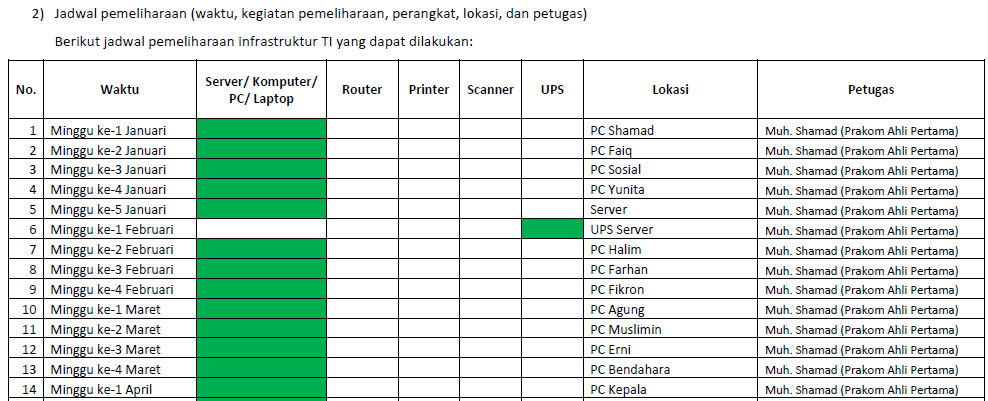 2) Jadwal pemeliharaan (waktu, kegiatan pemeliharaan, perangkat, lokasi, dan petugas)
Berikut jadwal pemeliharaan infrastruktur TI yang dapat dilakukan:
No. Waktu Server/ Komputer/ PC/ Laptop Router Printer Scanner UPS Lokasi Petugas
1 Minggu ke-1 Januari PC Shamad Muh. Shamad (Prakom Ahli Pertama)
2 Minggu ke-2 Januari PC Faiq Muh. Shamad (Prakom Ahli Pertama)
3 Minggu ke-3 Januari PC Sosial Muh. Shamad (Prakom Ahli Pertama)
4 Minggu ke-4 Januari PC Yunita Muh. Shamad (Prakom Ahli Pertama)
5 Minggu ke-5 Januari Server Muh. Shamad (Prakom Ahli Pertama)
6 Minggu ke-1 Februari UPS Server Muh. Shamad (Prakom Ahli Pertama)
7 Minggu ke-2 Februari PC Halim Muh. Shamad (Prakom Ahli Pertama)
8 Minggu ke-3 Februari PC Farhan Muh. Shamad (Prakom Ahli Pertama)
9 Minggu ke-4 Februari PC Fikron Muh. Shamad (Prakom Ahli Pertama)
10 Minggu ke-1 Maret PC Agung Muh. Shamad (Prakom Ahli Pertama)
11 Minggu ke-2 Maret PC Muslimin Muh. Shamad (Prakom Ahli Pertama)
12 Minggu ke-3 Maret PC Erni Muh. Shamad (Prakom Ahli Pertama)
13 Minggu ke-4 Maret PC Bendahara Muh. Shamad (Prakom Ahli Pertama)
14 Minggu ke-1 April PC Kepala Muh. Shamad (Prakom Ahli Pertama)